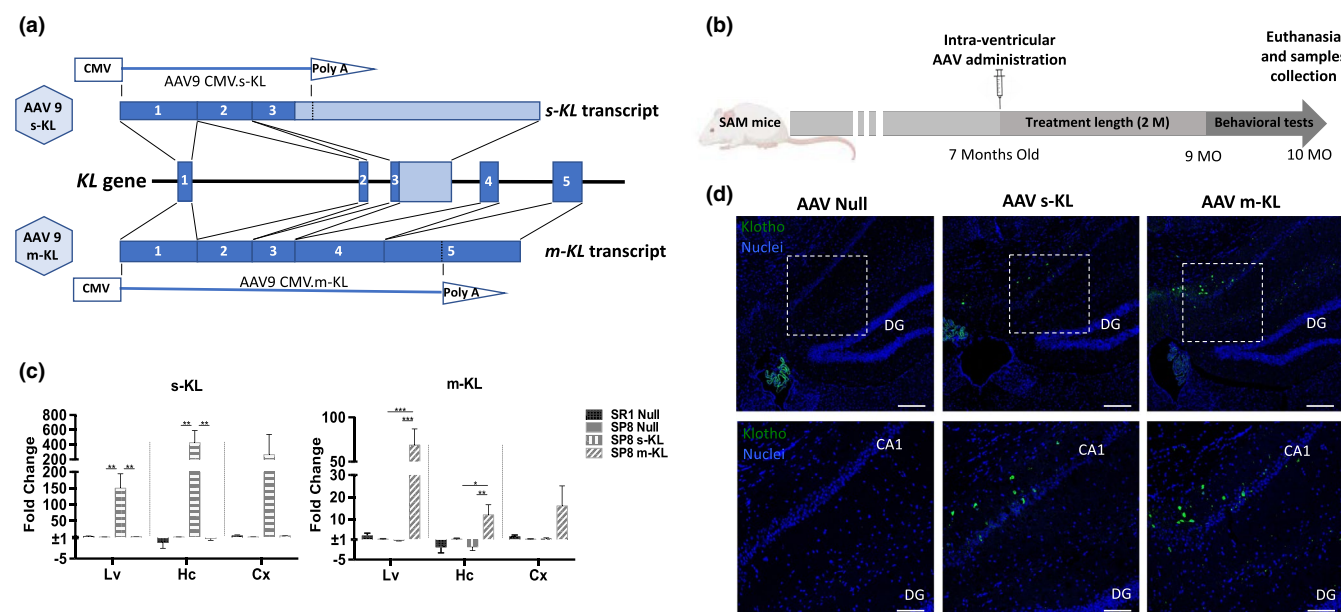 (a)
CMV
Poly A
AAV9 CMV.s-KL
AAV 9
s-KL
1 2 3
s-KL transcript
KL gene
1 2 3 4 5
AAV 9
m-KL
1 2 3 4 5
m-KL transcript
CMV
AAV9 CMV.m-KL
Poly A
(b)
Intra-ventricular
AAV administration
Euthanasia
and samples
collection
SAM mice
Treatment length (2 M)
Behavioral tests
7 Months Old
9 MO
10 MO
(c)
s-KL
Fold Change
800
600
400
200
200
150
100
50
±1
-5
** **
** **
Lv Hc Cx
m-KL
Fold Change
100
50
30
20
10
±1
-5
***
***
*
**
Lv Hc Cx
SR1 Null
SP8 Null
SP8 s-KL
SP8 m-KL
(d)
AAV Null
AAV s-KL
AAV m-KL
Klotho
Nuclei
DG
DG
DG
Klotho
Nuclei
CA1
CA1
CA1
DG
DG
DG